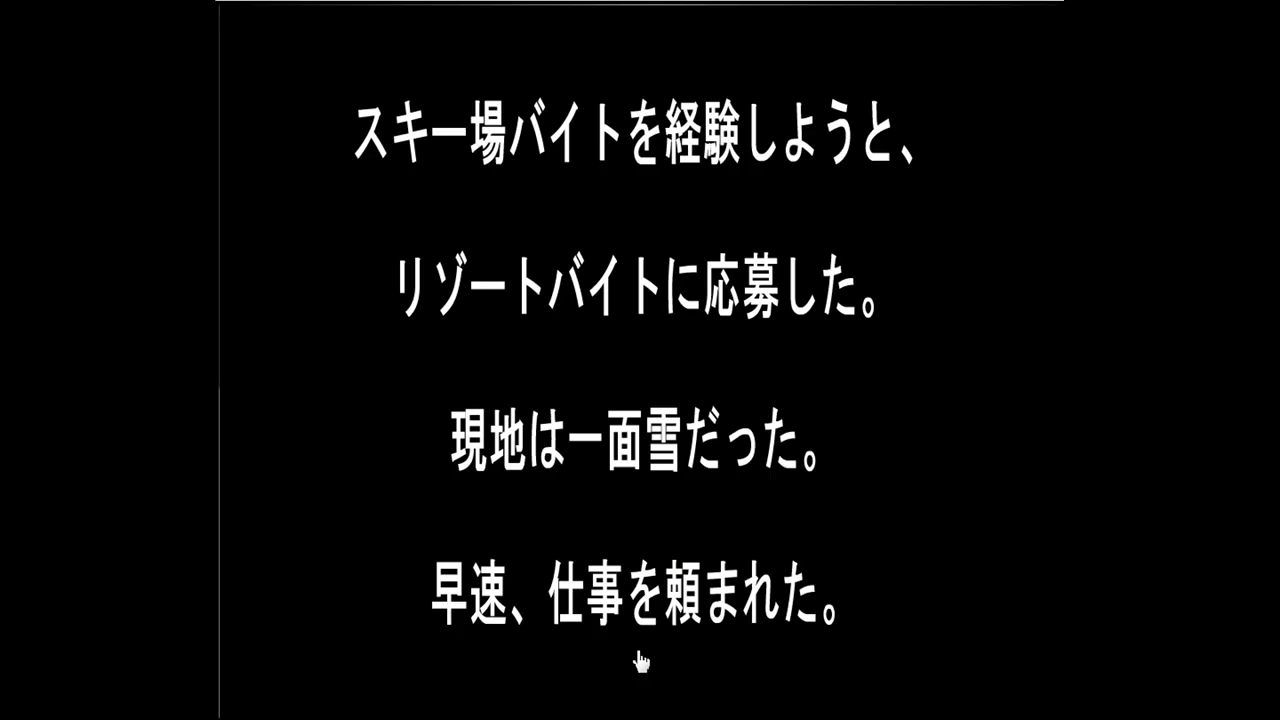 スキー場バイトを経験しようと、
リゾートバイトに応募した。
現地は一面雪だった。
早速、仕事を頼まれた。